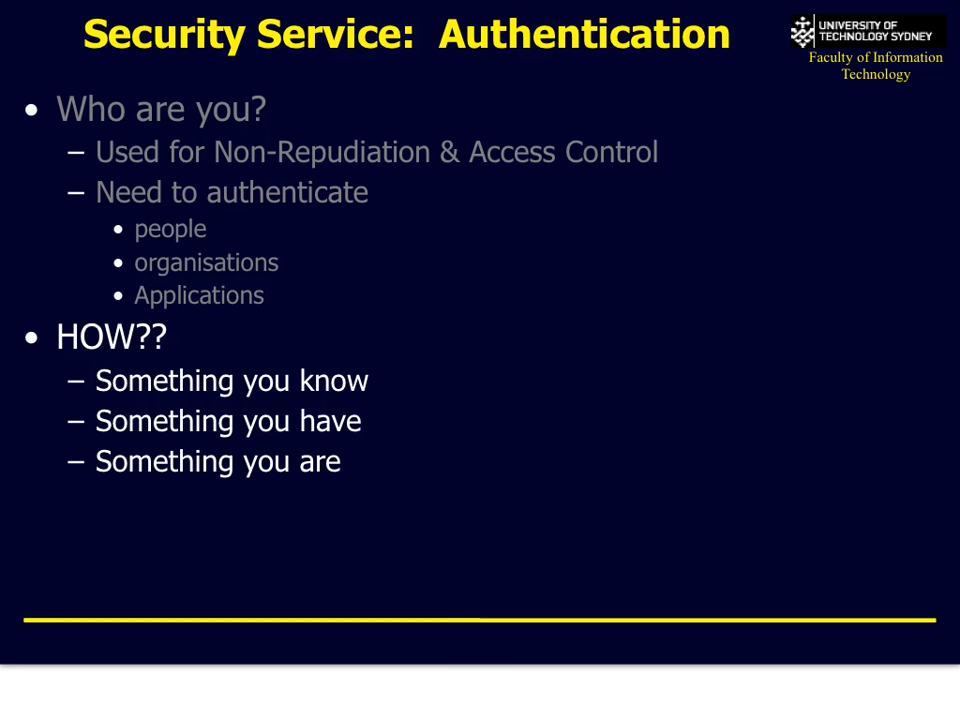 Security Service:  Authentication
UNIVERSITY OF
TECHNOLOGY SYDNEY
Faculty of Information
Technology
• Who are you?
– Used for Non-Repudiation & Access Control
– Need to authenticate
• people
• organisations
• Applications
• HOW??
– Something you know
– Something you have
– Something you are